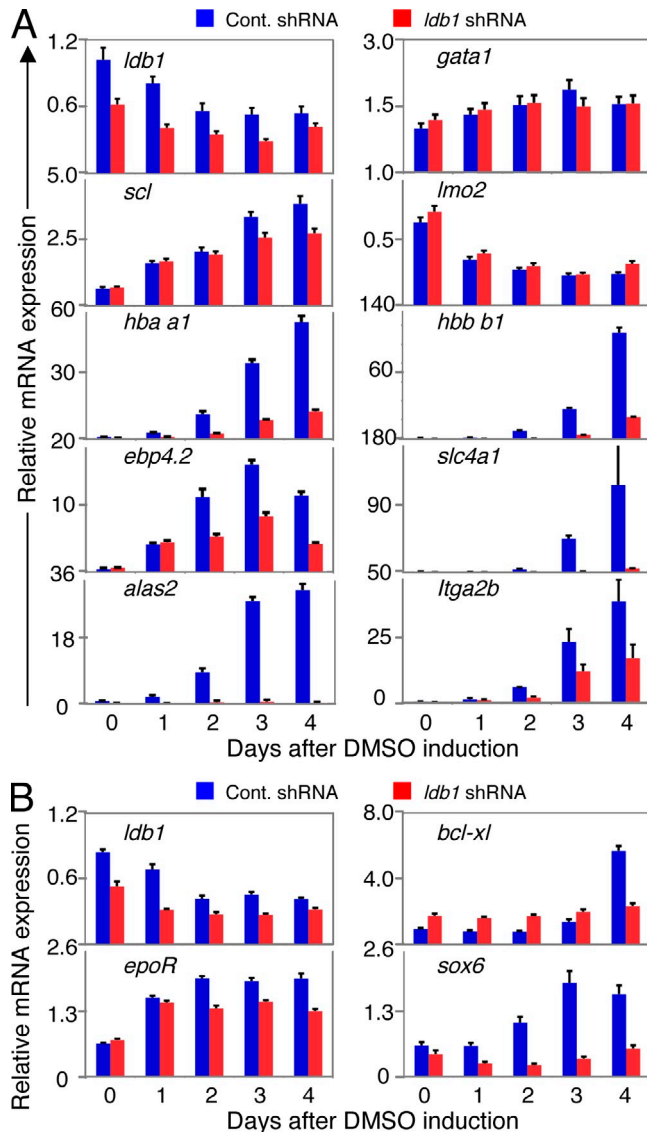 A
Cont. shRNA
ldb1 shRNA
Relative mRNA expression
1.2
ldb1
0.6
5.0
3.0
gata1
1.5
1.0
scl
2.5
60
lmo2
0.5
140
hba a1
30
20
hbb b1
60
180
ebp4.2
10
36
slc4a1
90
50
alas2
18
0
Itga2b
25
0
0 1 2 3 4
0 1 2 3 4
Days after DMSO induction
B
Cont. shRNA
ldb1 shRNA
Relative mRNA expression
1.2
ldb1
0.6
2.6
8.0
bcl-xl
4.0
2.6
epoR
1.3
0
sox6
1.3
0
0 1 2 3 4
0 1 2 3 4
Days after DMSO induction